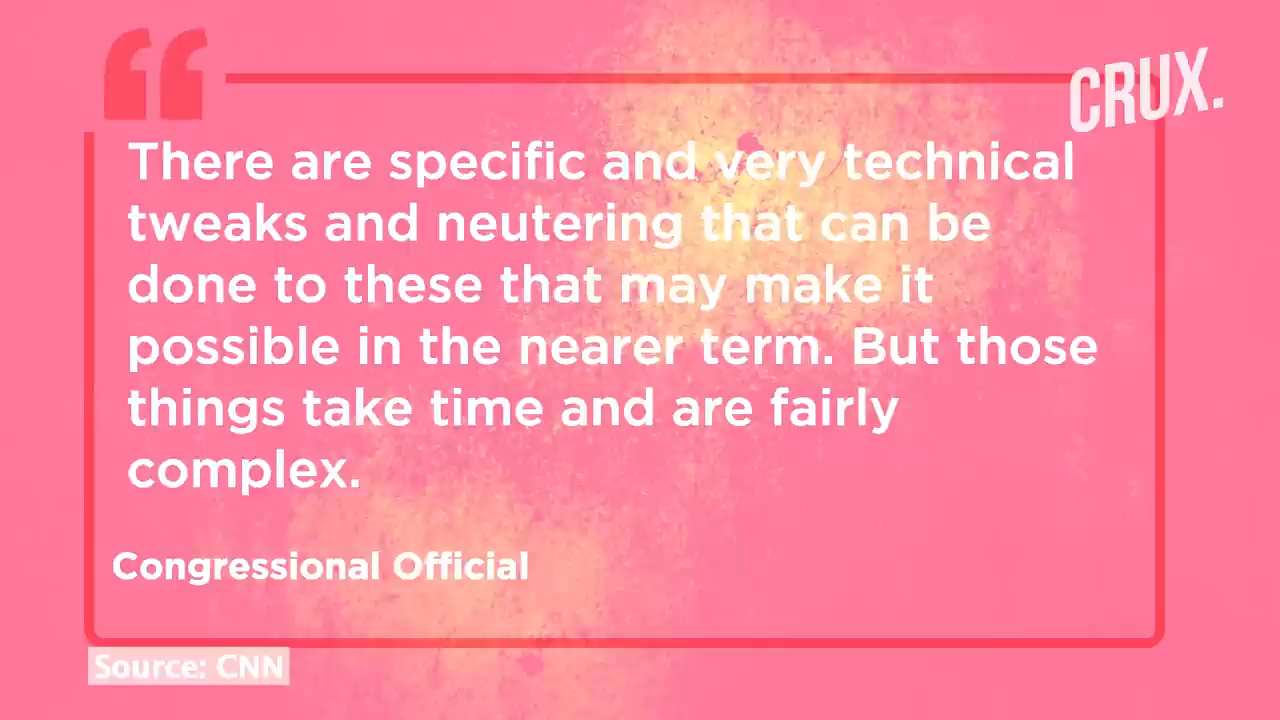 CRUX.
There are specific and very technical
tweaks and neutering that can be
done to these that may make it
possible in the nearer term. But those
things take time and are fairly
complex.
Congressional Official
Source: CNN